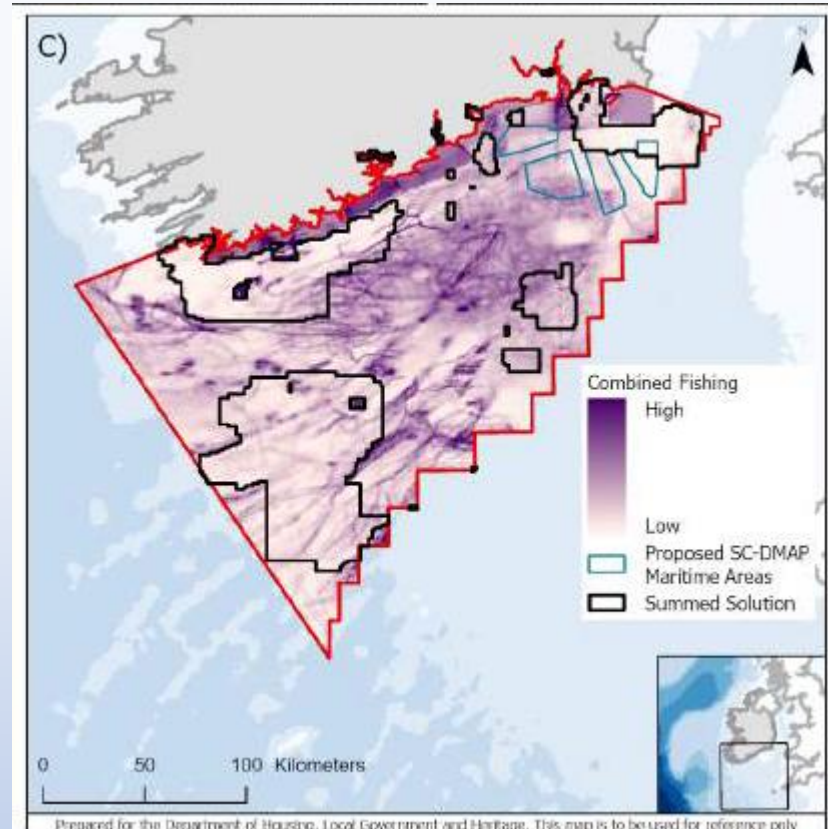 C)
N
Combined Fishing
High
Low
Proposed SC-DMAP
Maritime Areas
Summed Solution
0 50 100 Kilometers
Prepared for the Department of Housing, Local Government and Heritage. This map is to be used for reference only